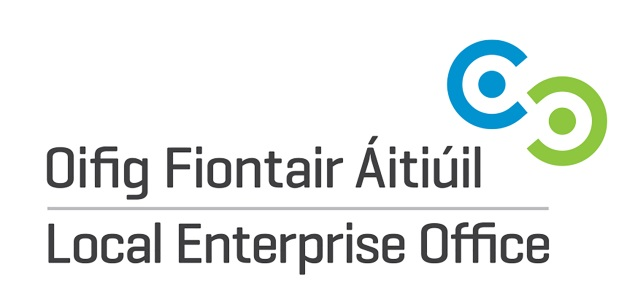 Oifig Fiontair Áitiúil
Local Enterprise Office